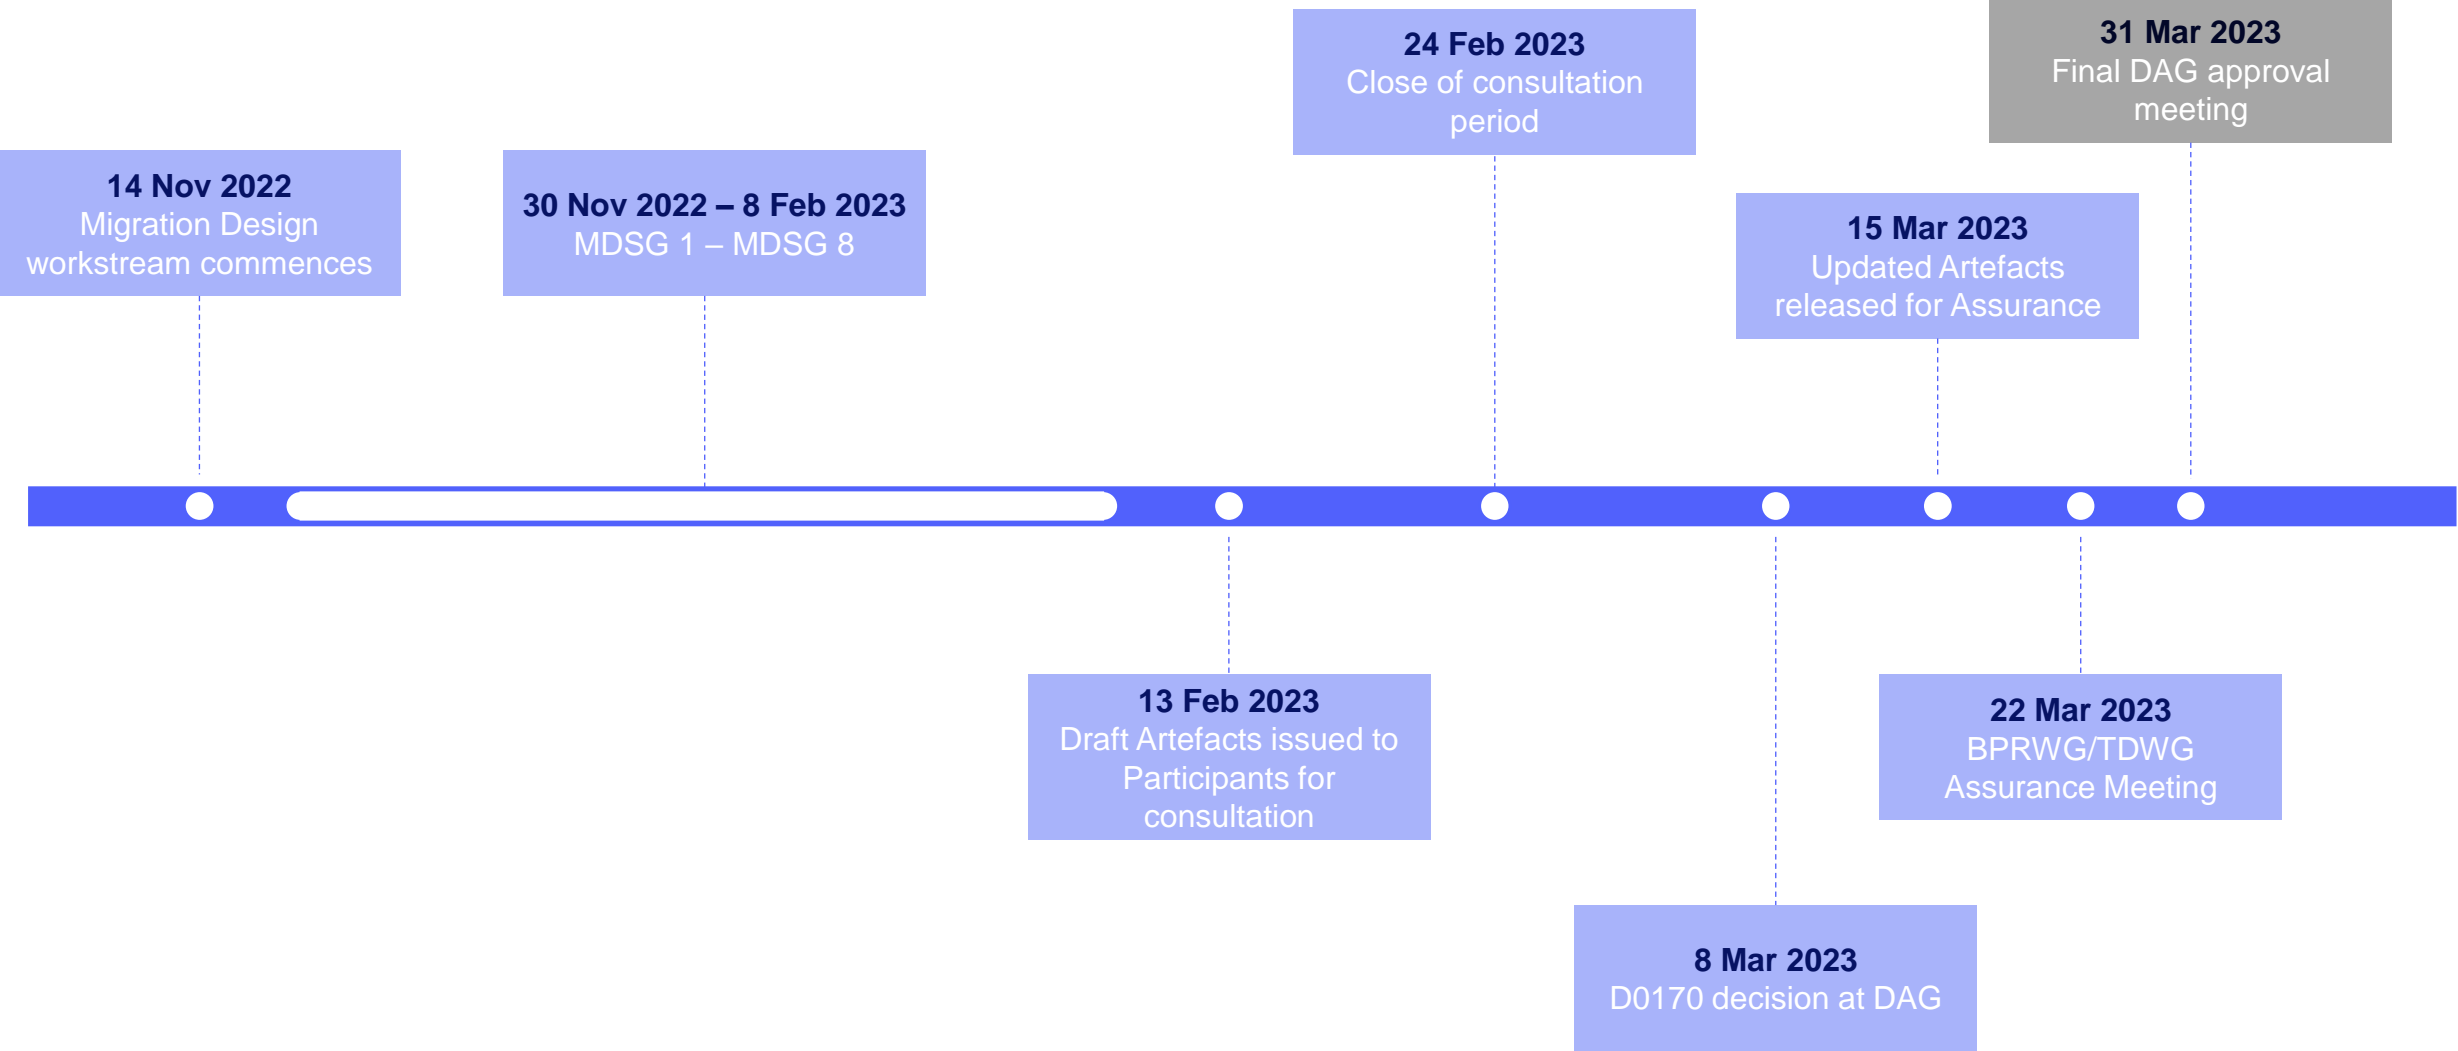 14 Nov 2022
Migration Design
workstream commences
30 Nov 2022 – 8 Feb 2023
MDSG 1 – MDSG 8
13 Feb 2023
Draft Artefacts issued to
Participants for
consultation
24 Feb 2023
Close of consultation
period
8 Mar 2023
D0170 decision at DAG
15 Mar 2023
Updated Artefacts
released for Assurance
22 Mar 2023
BPRWG/TDWG
Assurance Meeting
31 Mar 2023
Final DAG approval
meeting